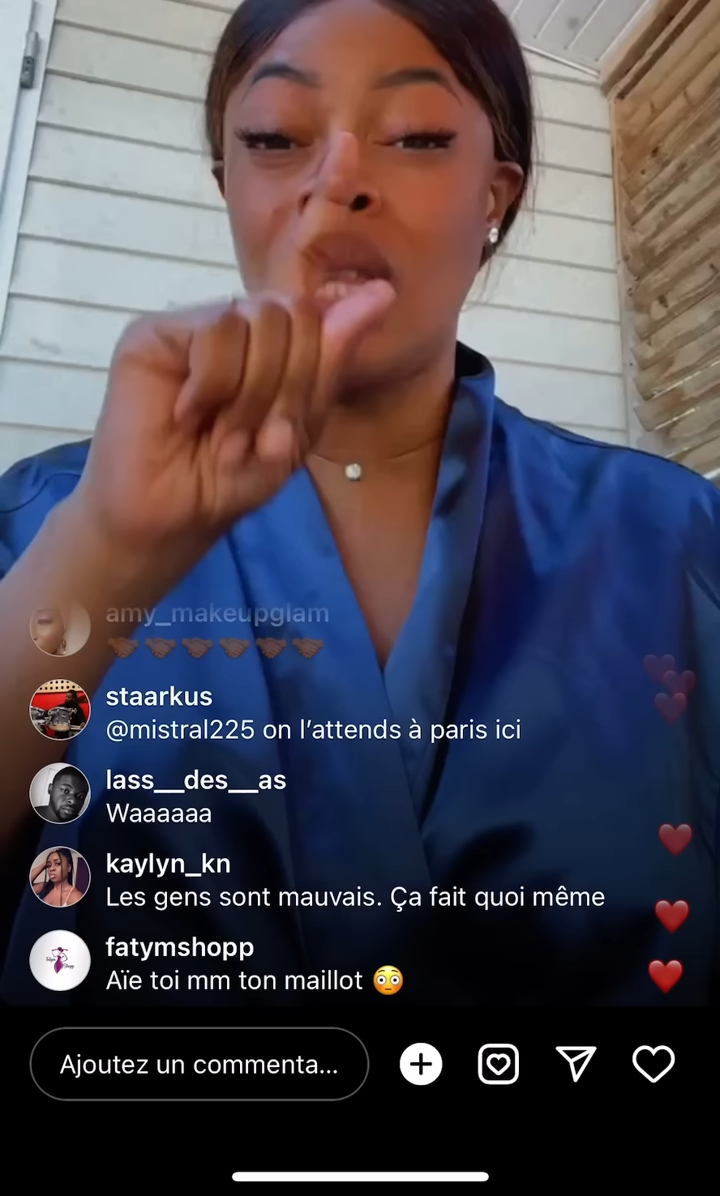 amy_makeupglam
🤝🏾🤝🏾🤝🏾🤝🏾🤝🏾🤝🏾
staarkus
@mistral225 on l’attends à paris ici
lass__des__as
Waaaaaa
kaylyn_kn
Les gens sont mauvais. Ça fait quoi même
fatymshopp
Aïe toi mm ton maillot 😳
Ajoutez un commenta...